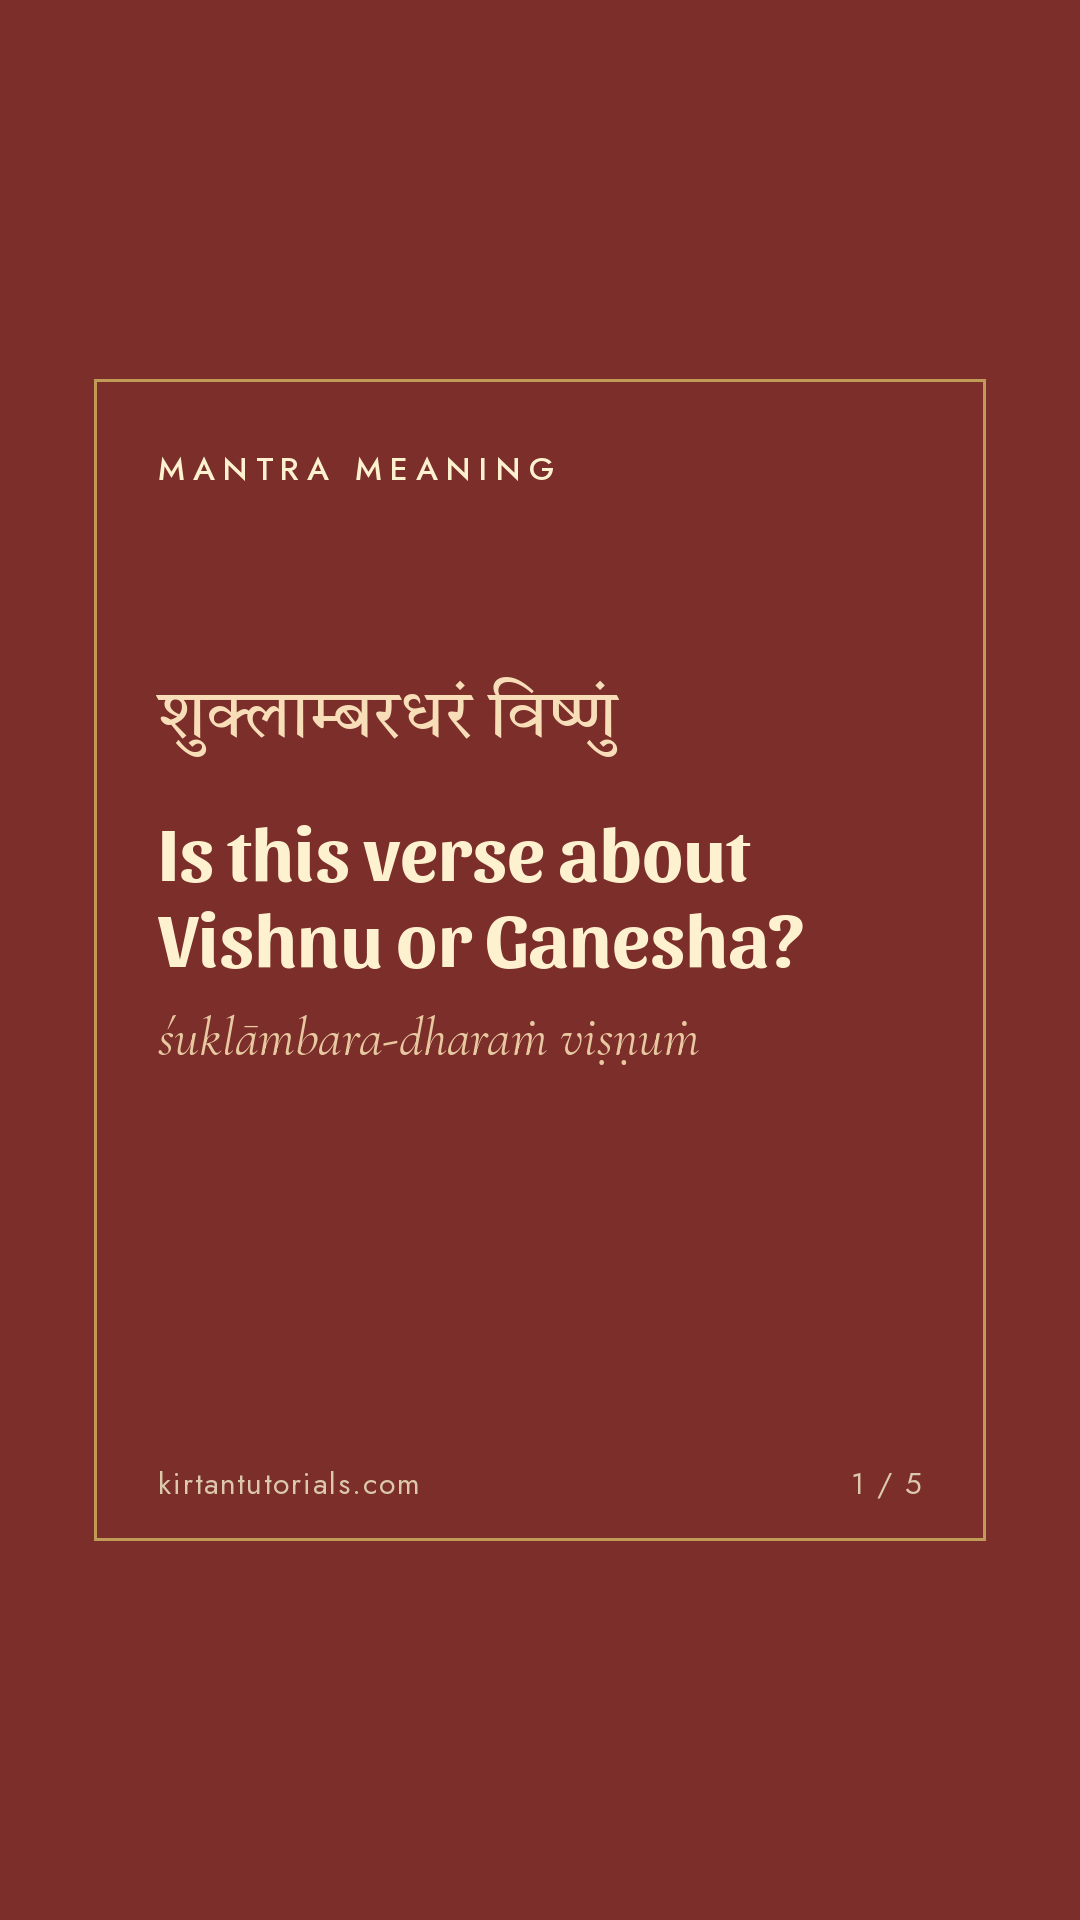 MANTRA MEANING
शुक्लाम्बरधरं विष्णुं
Is this verse about
Vishnu or Ganesha?
śuklāmbara-dharaṁ viṣṇuṁ
kirtantutorials.com
1 / 5